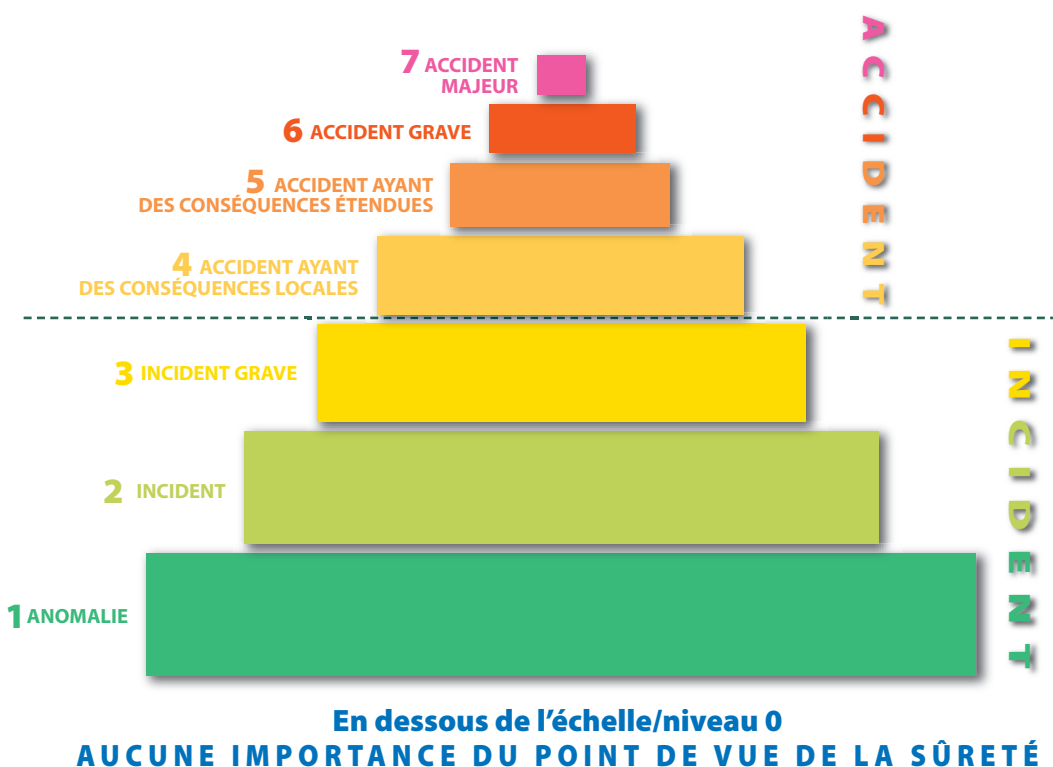 7 ACCIDENT
MAJEUR
6 ACCIDENT GRAVE
5 ACCIDENT AYANT
DES CONSÉQUENCES ÉTENDUES
4 ACCIDENT AYANT
DES CONSÉQUENCES LOCALES
ACCIDENT
3 INCIDENT GRAVE
2 INCIDENT
1 ANOMALIE
INCIDENT
En dessous de l’échelle/niveau 0
AUCUNE IMPORTANCE DU POINT DE VUE DE LA SÛRETÉ